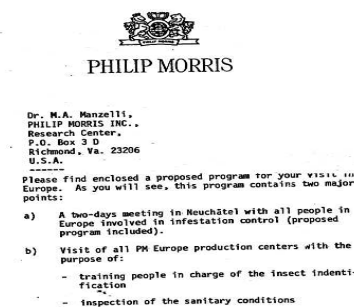 PHILIP MORRIS
Dr. M.A. Manzelli,
PHILIP MORRIS INC.,
Research Center,
P.O. Box 3 D
Richmond, Va. 23206
U.S.A.
------
Please find enclosed a proposed program for your visit in
Europe. As you will see, this program contains two major
points:
a) A two-days meeting in Neuchâtel with all people in
Europe involved in infestation control (proposed
program included).
b) Visit of all PM Europe production centers with the
purpose of:
- training people in charge of the insect indenti-
fication
- inspection of the sanitary conditions